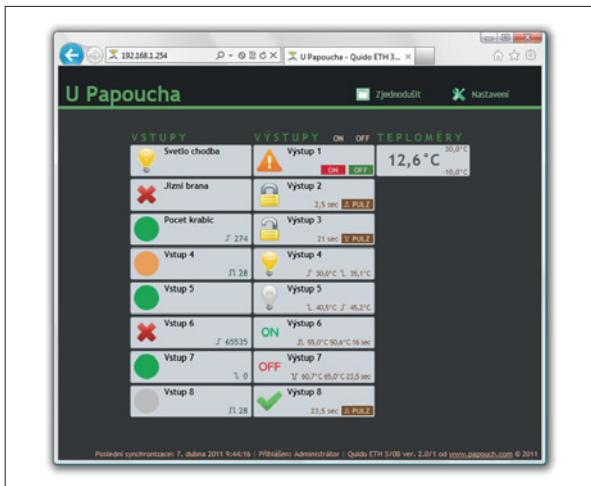 192.168.1.254
U Papoucha - Quido ETH 3...
U Papoucha
Zjednodušit
Nastavení
VSTUPY
VÝSTUPY ON OFF
TEPLOMĚRY
Svetlo chodba
Výstup 1
ON OFF
12,6°C
30,0°C
-10,0°C
Jizni brana
Výstup 2
2,5 sec PULZ
Pocet krabic
274
Výstup 3
21 sec PULZ
Vstup 4
28
Výstup 4
30,0°C 35,1°C
Vstup 5
Výstup 5
40,5°C 45,2°C
Vstup 6
65535
ON
Výstup 6
55,0°C 50,6°C 16 sec
Vstup 7
0
OFF
Výstup 7
60,7°C 65,0°C 23,5 sec
Vstup 8
28
Výstup 8
23,5 sec PULZ
Poslední synchronizace: 7. dubna 2011 9:44:16 | Přihlášen: Administrátor | Quido ETH 3/0B ver. 2.0/1 od www.papouch.com © 2011